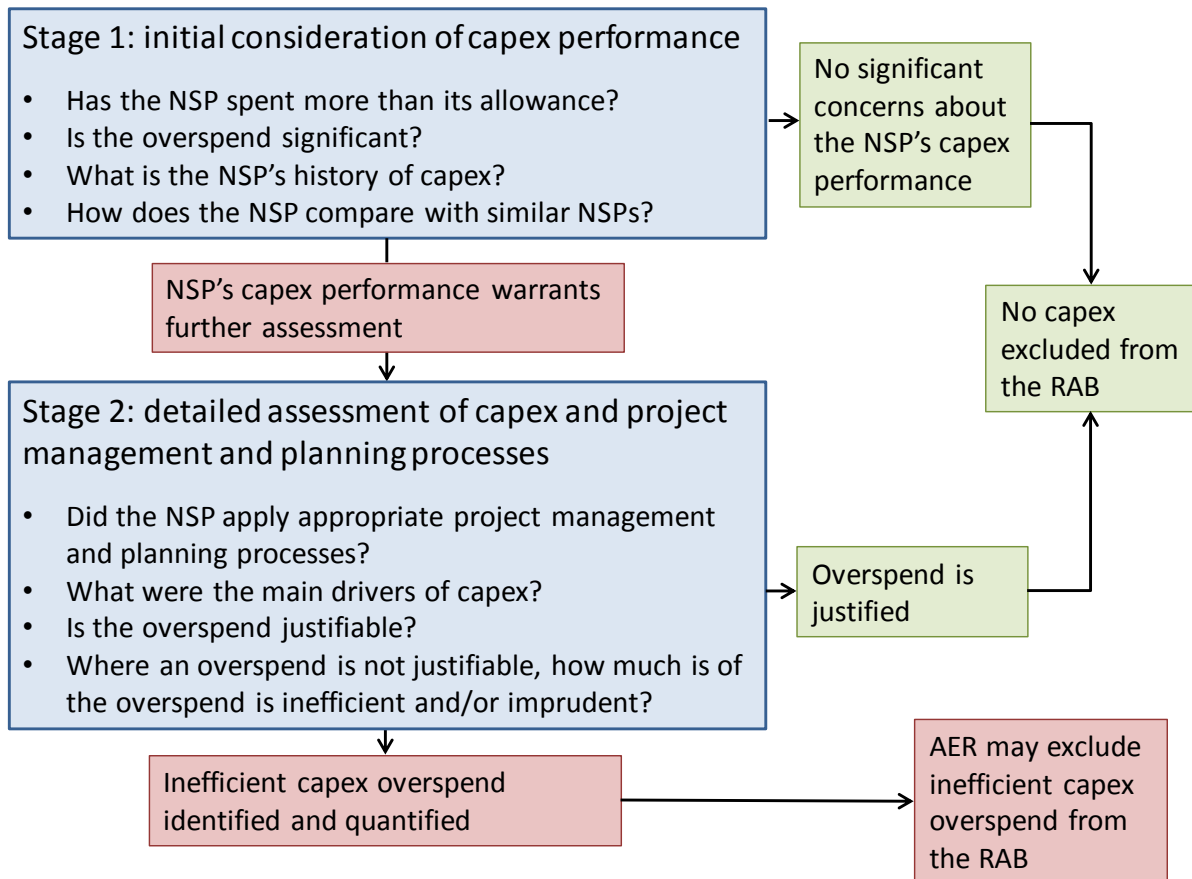 Stage 1: initial consideration of capex performance
• Has the NSP spent more than its allowance?
• Is the overspend significant?
• What is the NSP’s history of capex?
• How does the NSP compare with similar NSPs?
No significant
concerns about
the NSP’s capex
performance
NSP’s capex performance warrants
further assessment
No capex
excluded from
the RAB
Stage 2: detailed assessment of capex and project
management and planning processes
• Did the NSP apply appropriate project management
and planning processes?
• What were the main drivers of capex?
• Is the overspend justifiable?
• Where an overspend is not justifiable, how much is of
the overspend is inefficient and/or imprudent?
Overspend is
justified
Inefficient capex overspend
identified and quantified
AER may exclude
inefficient capex
overspend from
the RAB